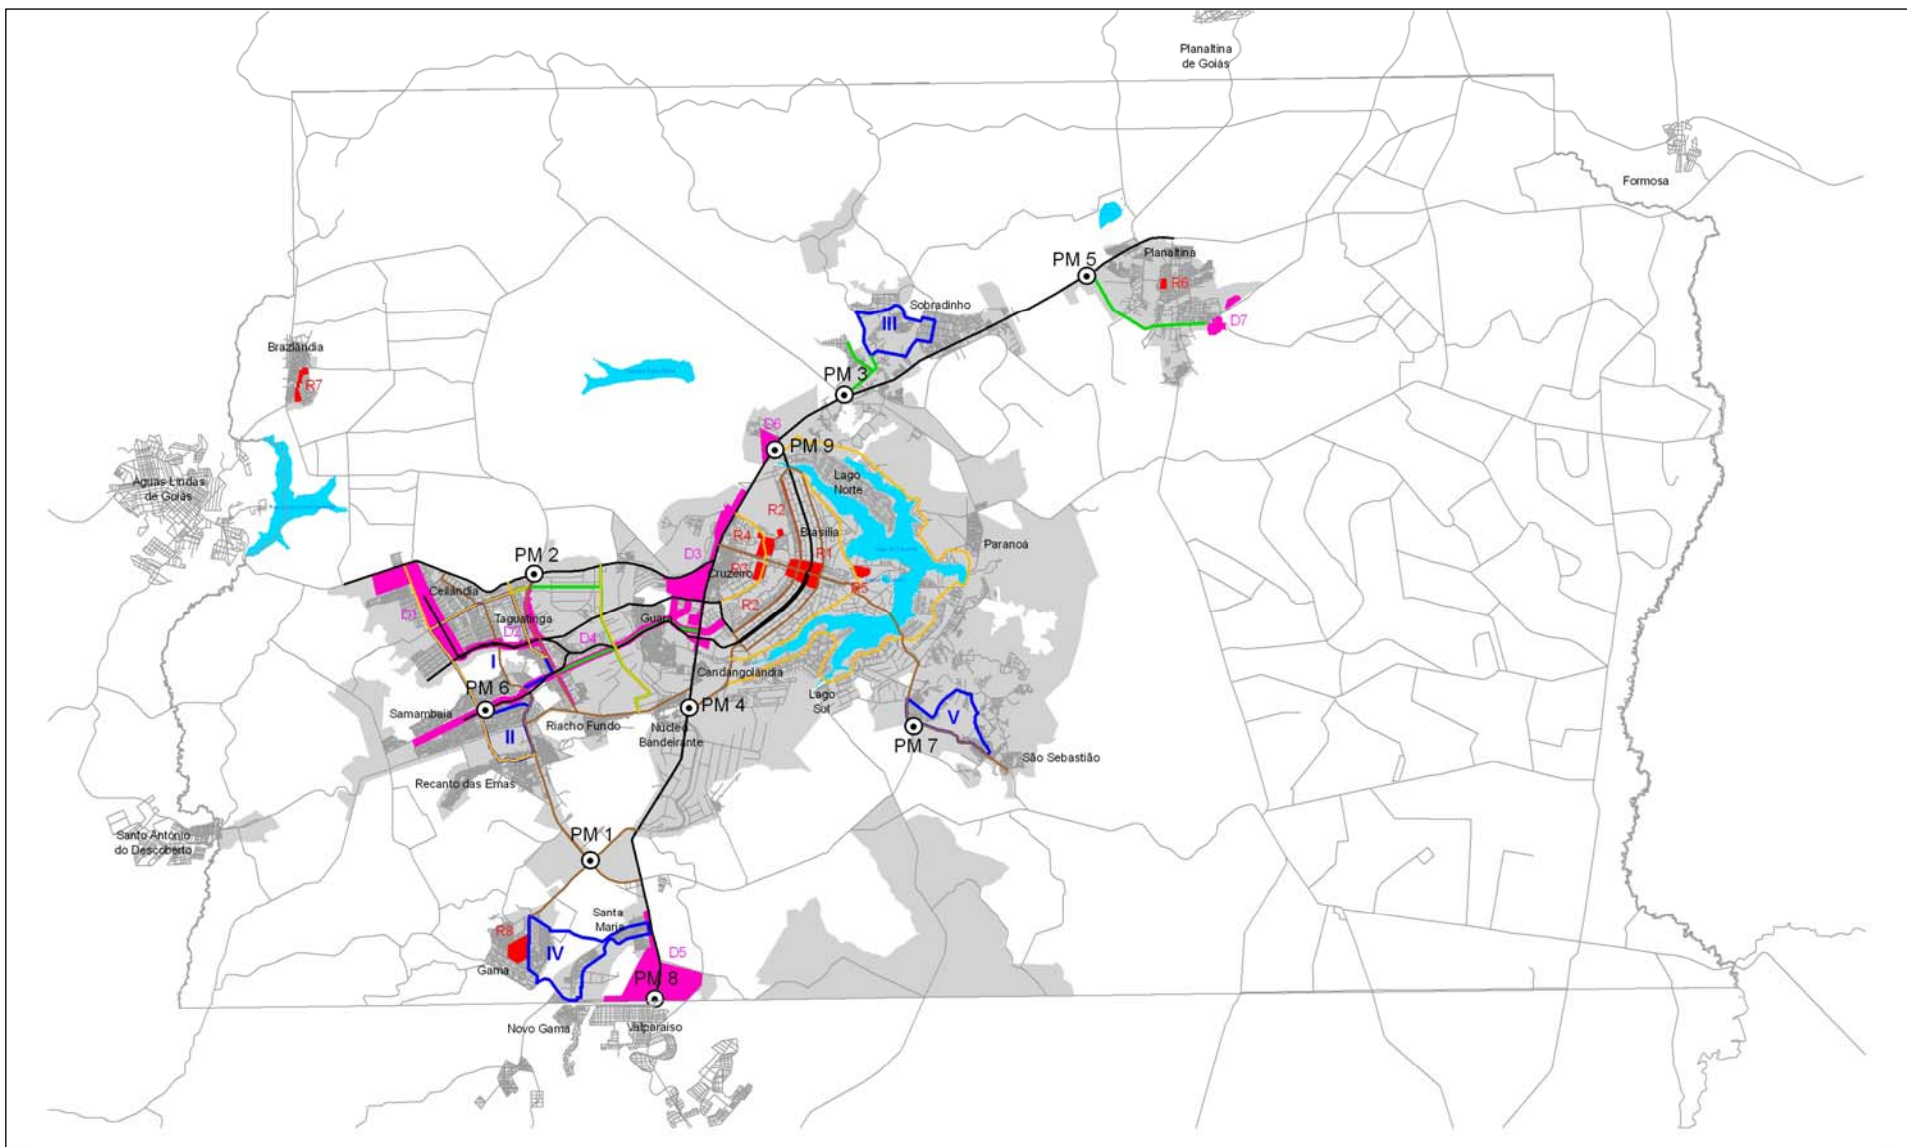 Planaltina
de Goiás
Formosa
PM 5
Planaltina
R6
D7
Sobradinho
III
Brazlândia
R7
PM 3
D6
PM 9
Águas Lindas
de Goiás
Lago
Norte
R2
Brasília
R4
Paranoá
PM 2
D3
R1
Cruzeiro
R3
R5
Ceilândia
D1
R2
Taguatinga
Guará
D2
D4
I
Candangolândia
PM 6
Lago
Sul
Samambaia
PM 4
V
Riacho Fundo
Núcleo
Bandeirante
II
PM 7
São Sebastião
Recanto das Emas
Santo Antônio
do Descoberto
PM 1
Santa
Maria
R8
IV
D5
Gama
PM 8
Novo Gama
Valparaiso